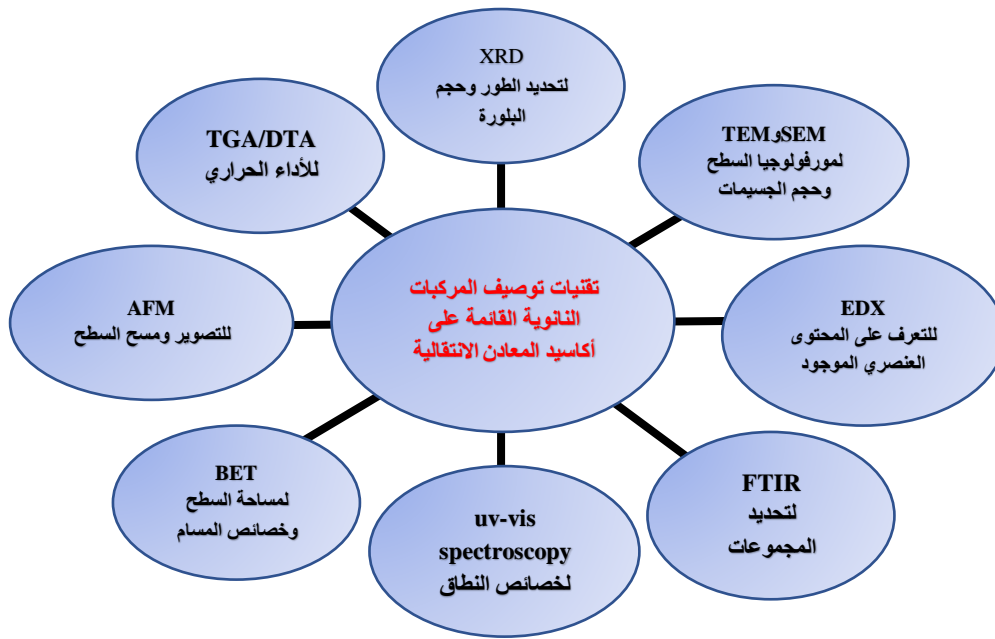 XRD
لتحديد الطور وحجم
البلورة
TEMوSEM
لمورفولوجيا السطح
وحجم الجسيمات
EDX
للتعرف على المحتوى
العنصري الموجود
FTIR
لتحديد
المجموعات
uv-vis
spectroscopy
لخصائص النطاق
BET
لمساحة السطح
وخصائص المسام
AFM
للتصوير ومسح السطح
TGA/DTA
للأداء الحراري
تقنيات توصيف المركبات
النانوية القائمة على
أكاسيد المعادن الانتقالية